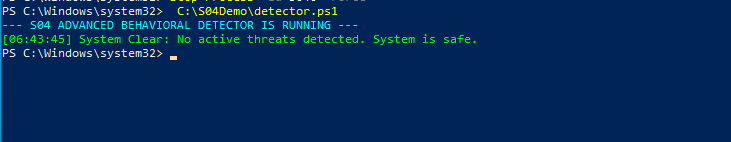 PS C:\Windows\system32> C:\S04Demo\detector.ps1
--- S04 ADVANCED BEHAVIORAL DETECTOR IS RUNNING ---
[06:43:45] System Clear: No active threats detected. System is safe.
PS C:\Windows\system32>